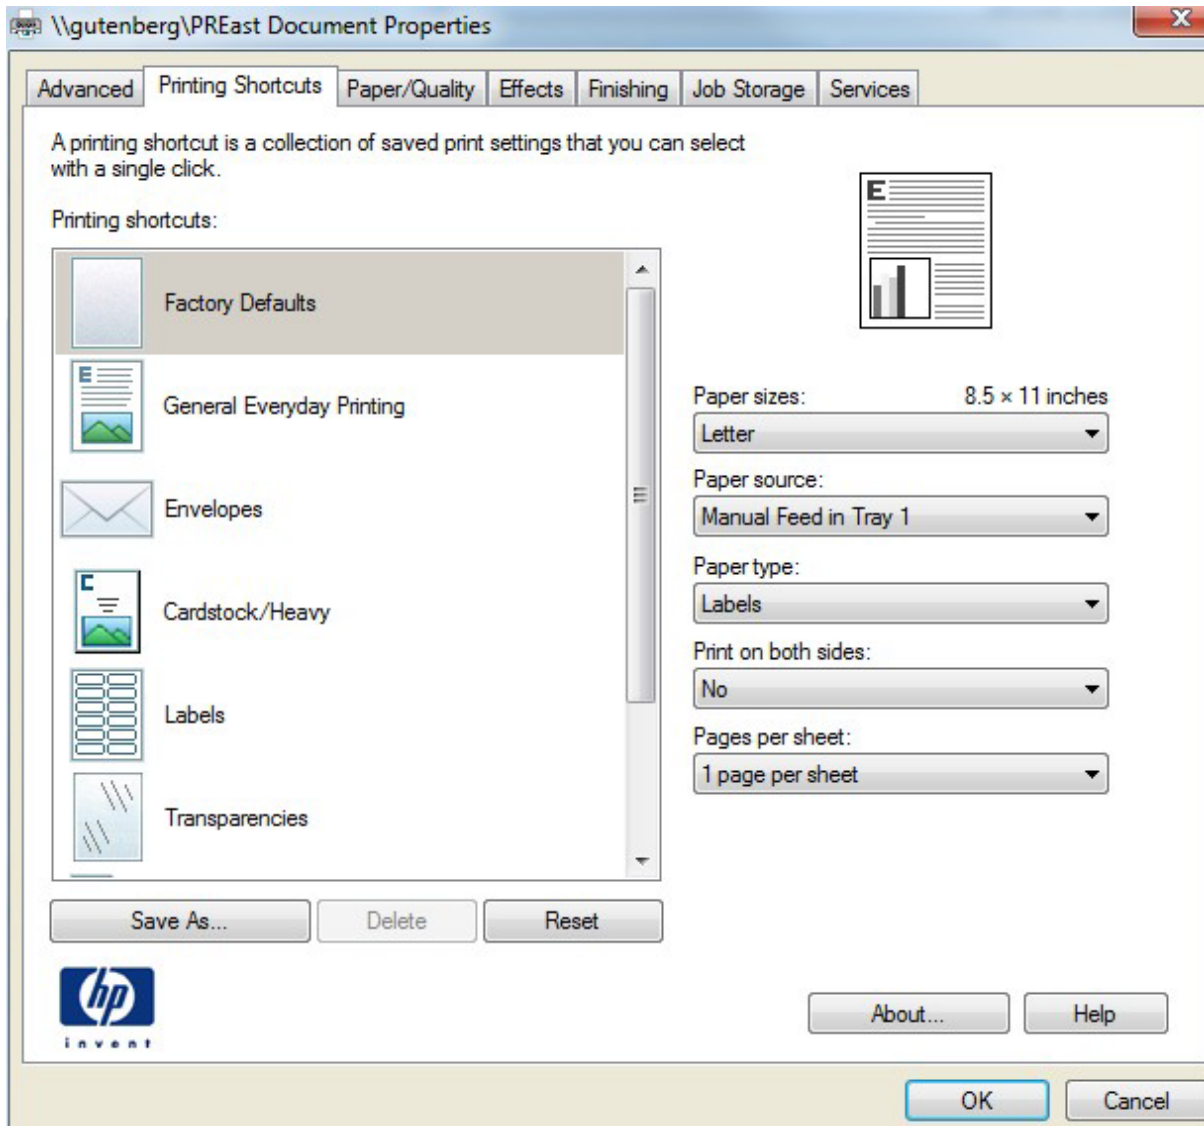 \\gutenberg\PREast Document Properties
Advanced
Printing Shortcuts
Paper/Quality
Effects
Finishing
Job Storage
Services
A printing shortcut is a collection of saved print settings that you can select
with a single click.
Printing shortcuts:
Factory Defaults
General Everyday Printing
Envelopes
Cardstock/Heavy
Labels
Transparencies
Save As...
Delete
Reset
hp
invent
E
Paper sizes: 8.5 × 11 inches
Letter
Paper source:
Manual Feed in Tray 1
Paper type:
Labels
Print on both sides:
No
Pages per sheet:
1 page per sheet
About...
Help
OK
Cancel